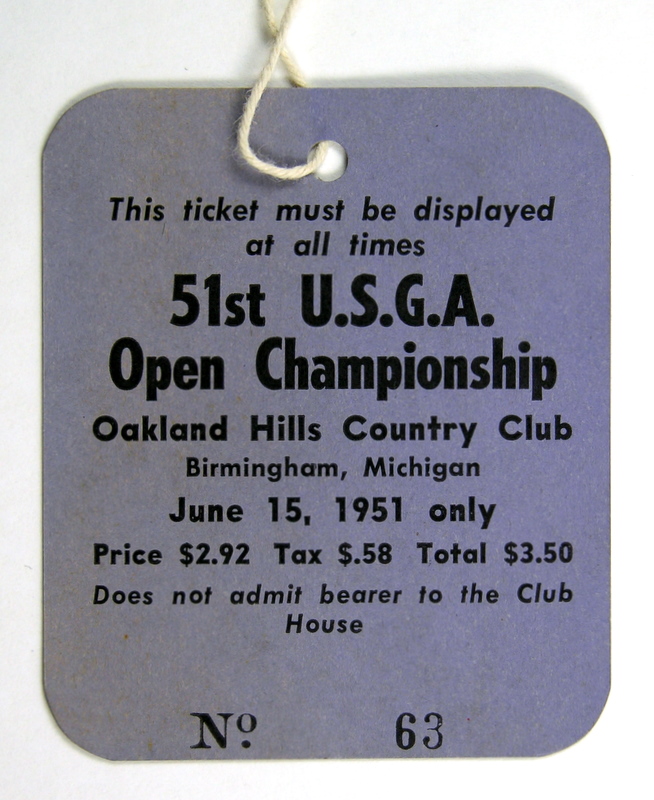 This ticket must be displayed
at all times
51st U.S.G.A.
Open Championship
Oakland Hills Country Club
Birmingham, Michigan
June 15, 1951 only
Price $2.92 Tax $.58 Total $3.50
Does not admit bearer to the Club
House
Nº 63